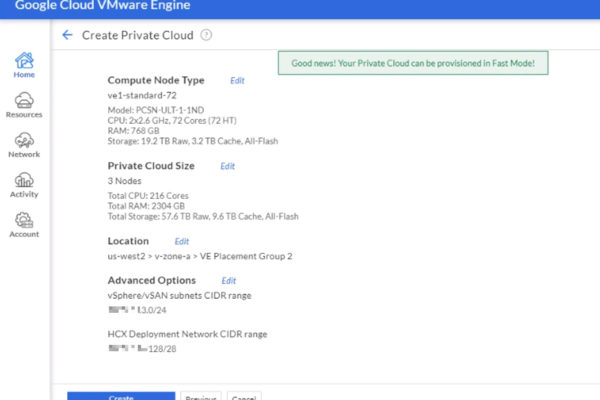 Google Cloud VMware Engine
Create Private Cloud ?
Good news! Your Private Cloud can be provisioned in Fast Mode!
Home
Resources
Network
Activity
Account
Compute Node Type Edit
ve1-standard-72
Model: PCSN-ULT-1-1ND
CPU: 2x2.6 GHz, 72 Cores (72 HT)
RAM: 768 GB
Storage: 19.2 TB Raw, 3.2 TB Cache, All-Flash
Private Cloud Size Edit
3 Nodes
Total CPU: 216 Cores
Total RAM: 2304 GB
Total Storage: 57.6 TB Raw, 9.6 TB Cache, All-Flash
Location Edit
us-west2 > v-zone-a > VE Placement Group 2
Advanced Options Edit
vSphere/vSAN subnets CIDR range
.3.0/24
HCX Deployment Network CIDR range
128/28
Create Previous Cancel